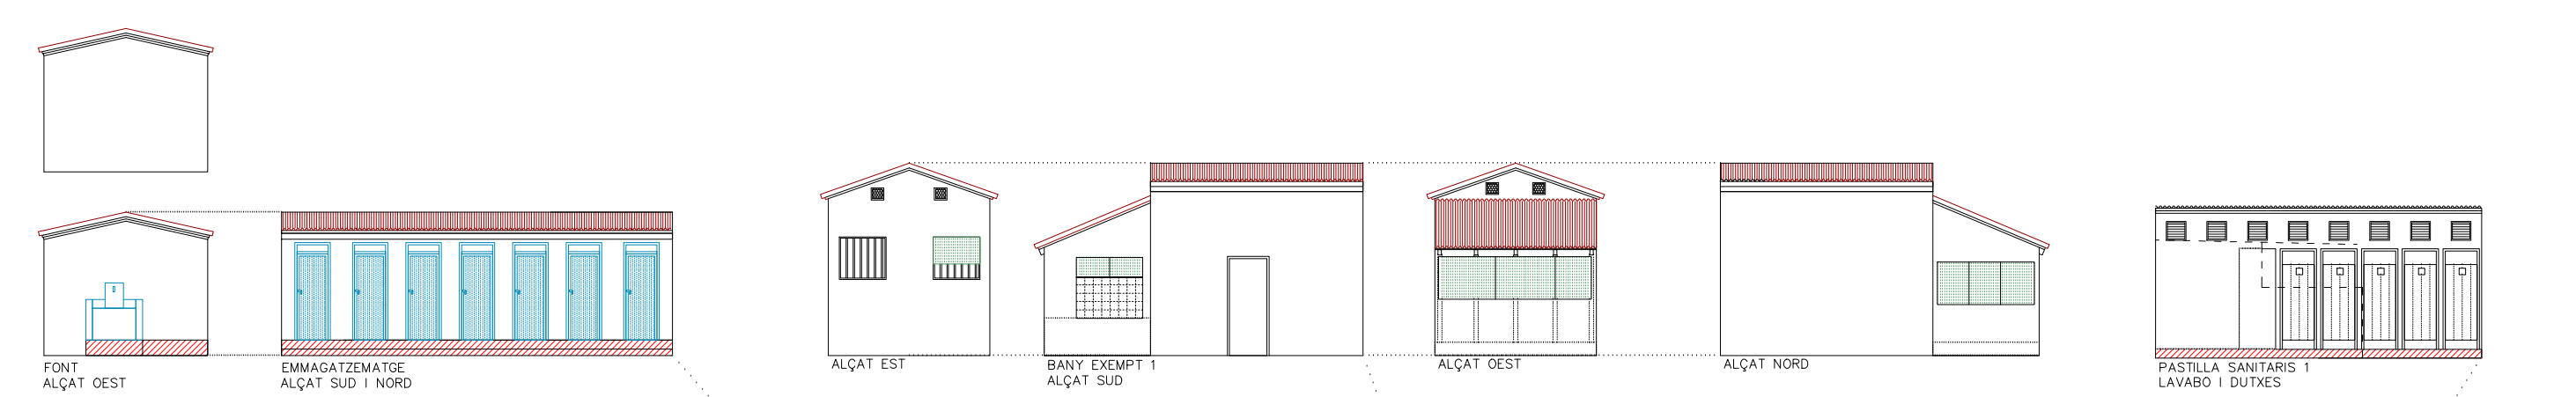 FONT
ALÇAT OEST
EMMAGATZEMATGE
ALÇAT SUD I NORD
ALÇAT EST
BANY EXEMPT 1
ALÇAT SUD
ALÇAT OEST
ALÇAT NORD
PASTILLA SANITARIS 1
LAVABO I DUTXES